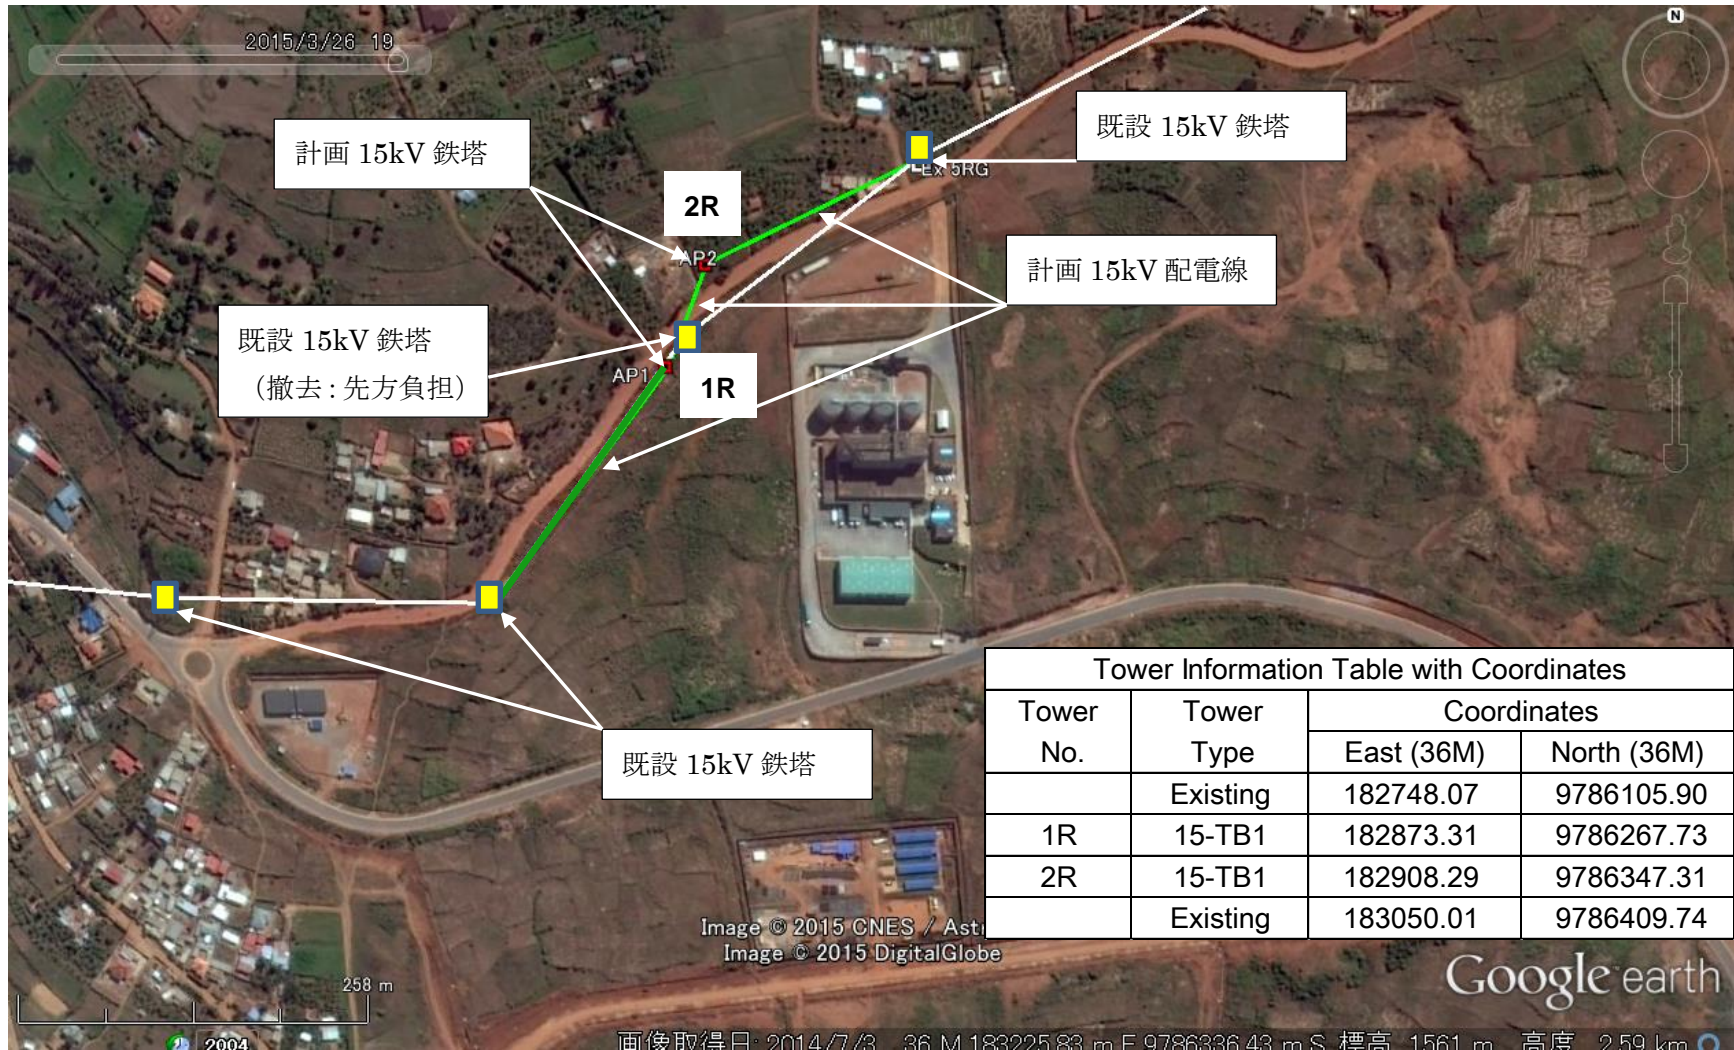 2015/3/26 19
N
計画 15kV 鉄塔
既設 15kV 鉄塔
Ex 5RG
2R
AP2
計画 15kV 配電線
既設 15kV 鉄塔
（撤去：先方負担）
AP1
1R
既設 15kV 鉄塔
Tower Information Table with Coordinates
Tower No. Tower Type Coordinates
East (36M) North (36M)
Existing 182748.07 9786105.90
1R 15-TB1 182873.31 9786267.73
2R 15-TB1 182908.29 9786347.31
Existing 183050.01 9786409.74
Image © 2015 CNES / Astr
Image © 2015 DigitalGlobe
Google earth
258 m
2004
画像取得日: 2014/7/3 36 M 183225.83 m E 9786336.43 m S 標高 1561 m 高度 2.59 km